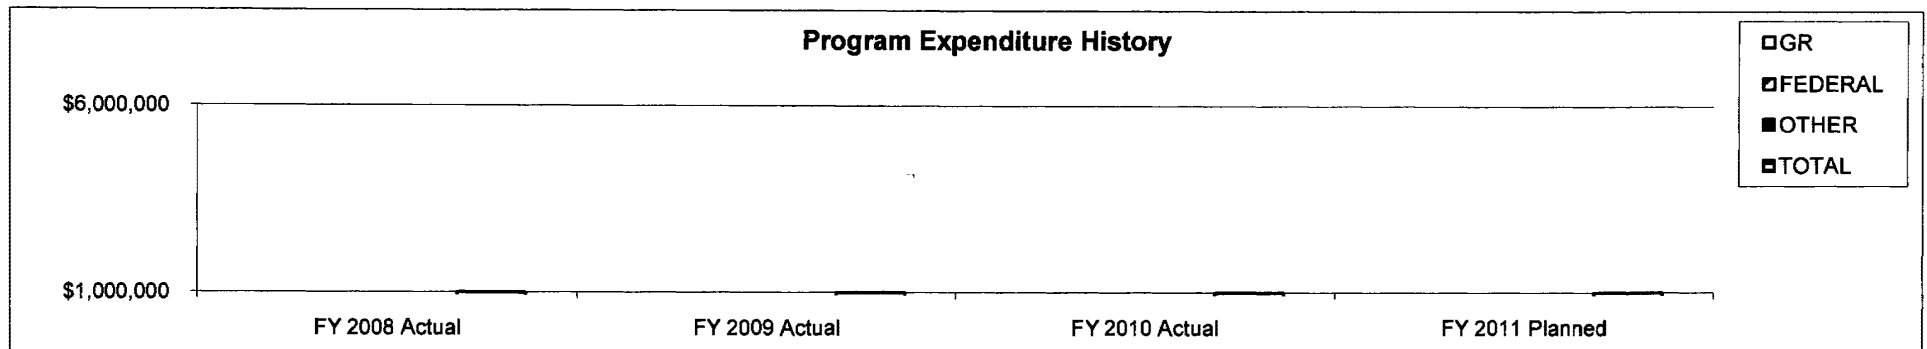 Program Expenditure History
GR
FEDERAL
OTHER
TOTAL
$6,000,000
$1,000,000
FY 2008 Actual
FY 2009 Actual
FY 2010 Actual
FY 2011 Planned